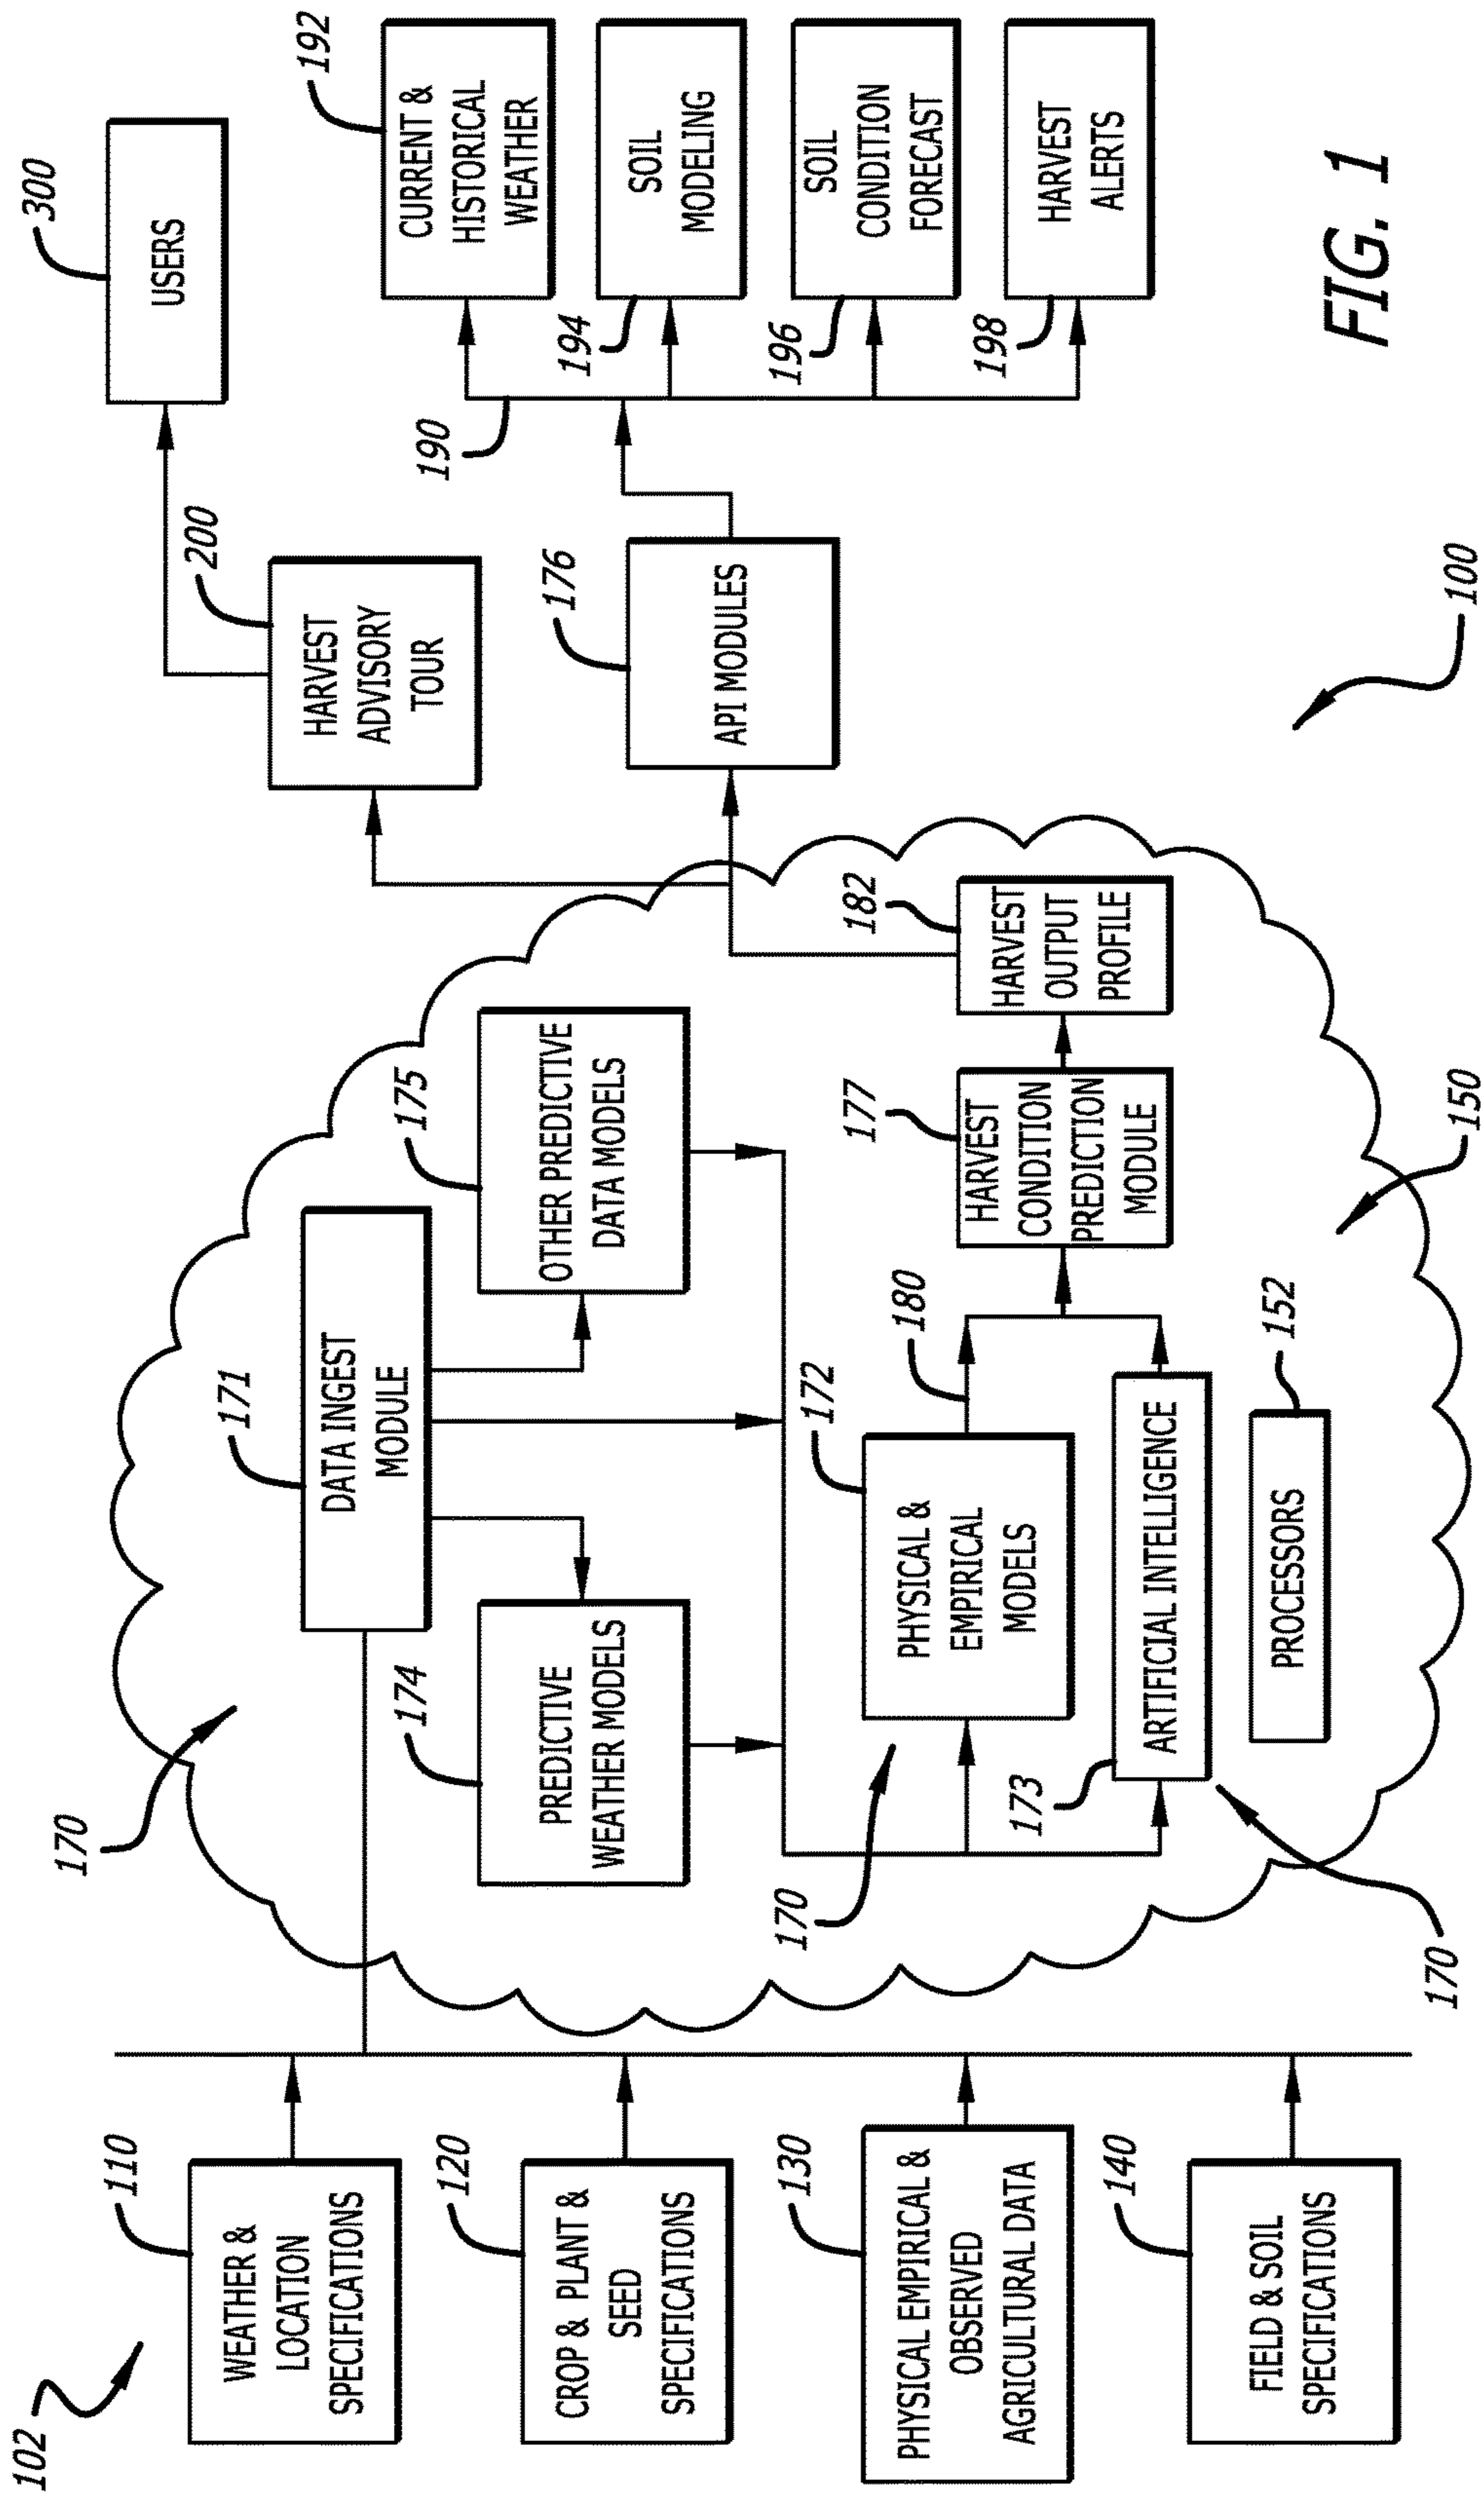 102
110
WEATHER &
LOCATION
SPECIFICATIONS
120
CROP & PLANT &
SEED
SPECIFICATIONS
130
PHYSICAL EMPIRICAL &
OBSERVED
AGRICULTURAL DATA
140
FIELD & SOIL
SPECIFICATIONS
170
171
DATA INGEST
MODULE
174
PREDICTIVE
WEATHER MODELS
175
OTHER PREDICTIVE
DATA MODELS
170
172
PHYSICAL &
EMPIRICAL
MODELS
180
173
ARTIFICIAL INTELLIGENCE
170
152
PROCESSORS
177
HARVEST
CONDITION
PREDICTION
MODULE
182
HARVEST
OUTPUT
PROFILE
150
200
HARVEST
ADVISORY
TOUR
176
API MODULES
100
300
USERS
190
192
CURRENT &
HISTORICAL
WEATHER
194
SOIL
MODELING
196
SOIL
CONDITION
FORECAST
198
HARVEST
ALERTS
FIG. 1